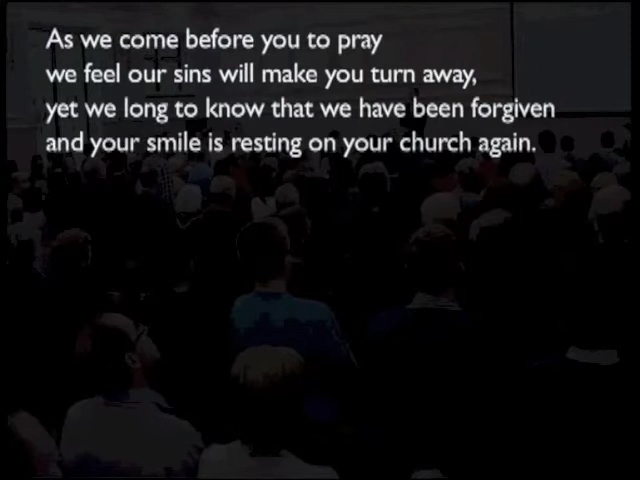 As we come before you to pray
we feel our sins will make you turn away,
yet we long to know that we have been forgiven
and your smile is resting on your church again.